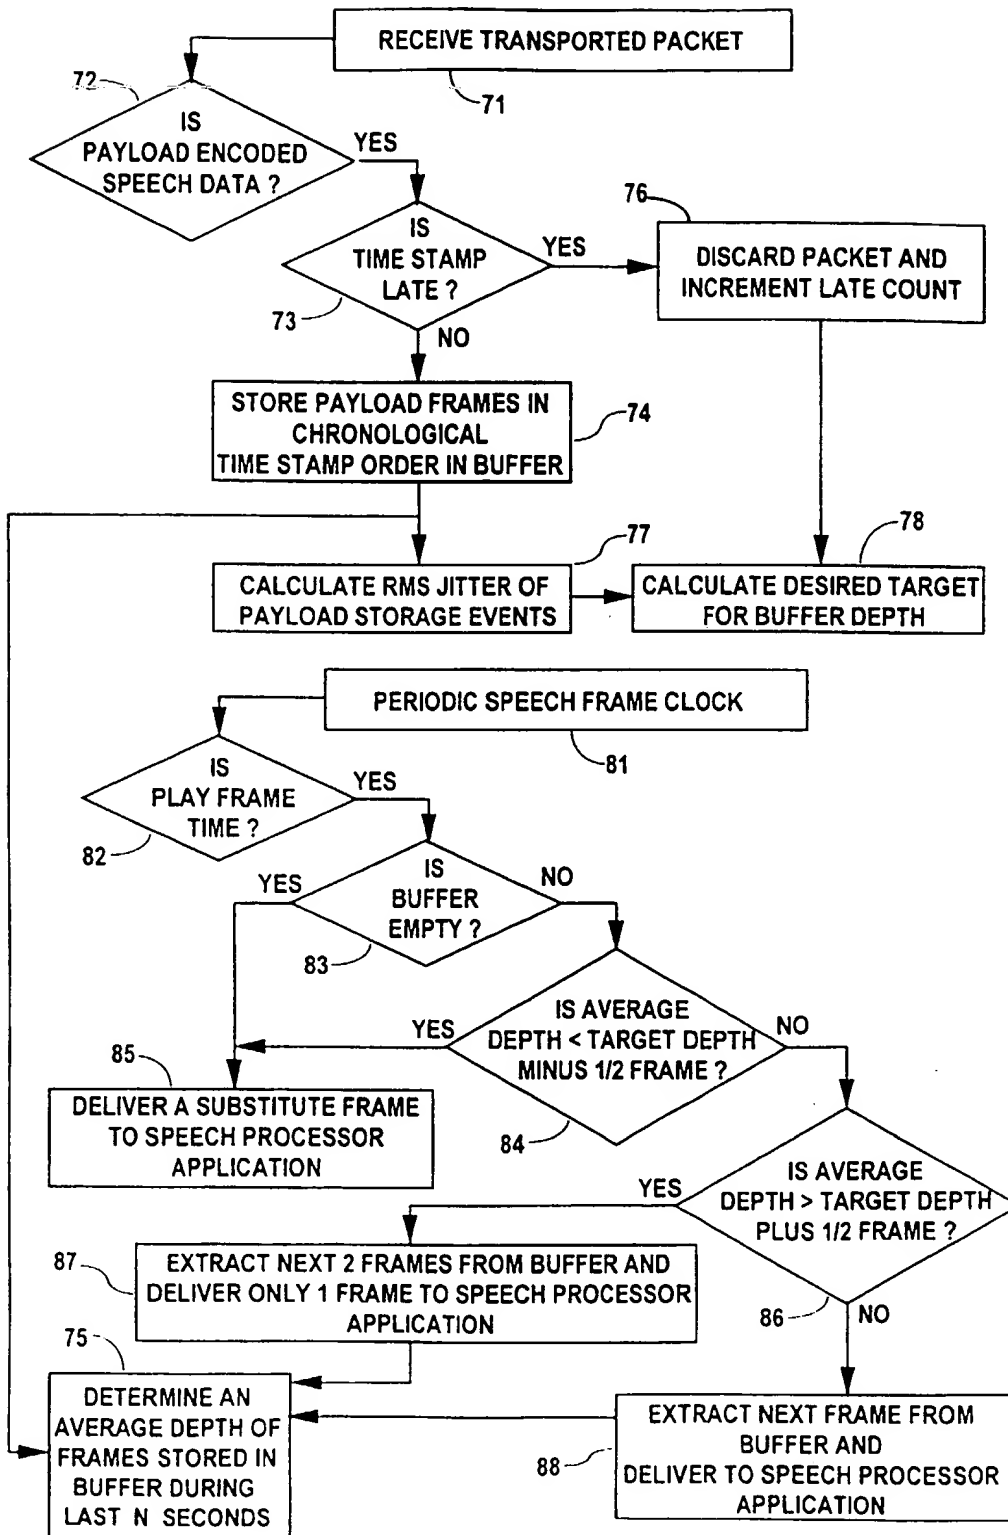 RECEIVE TRANSPORTED PACKET
71
72
IS
PAYLOAD ENCODED
SPEECH DATA ?
YES
IS
TIME STAMP
LATE ?
73
YES
NO
76
DISCARD PACKET AND
INCREMENT LATE COUNT
STORE PAYLOAD FRAMES IN
CHRONOLOGICAL
TIME STAMP ORDER IN BUFFER
74
77
CALCULATE RMS JITTER OF
PAYLOAD STORAGE EVENTS
78
CALCULATE DESIRED TARGET
FOR BUFFER DEPTH
PERIODIC SPEECH FRAME CLOCK
81
IS
PLAY FRAME
TIME ?
82
YES
IS
BUFFER
EMPTY ?
83
YES
NO
IS AVERAGE
DEPTH < TARGET DEPTH
MINUS 1/2 FRAME ?
84
YES
NO
85
DELIVER A SUBSTITUTE FRAME
TO SPEECH PROCESSOR
APPLICATION
IS AVERAGE
DEPTH > TARGET DEPTH
PLUS 1/2 FRAME ?
86
YES
NO
87
EXTRACT NEXT 2 FRAMES FROM BUFFER AND
DELIVER ONLY 1 FRAME TO SPEECH PROCESSOR
APPLICATION
75
DETERMINE AN
AVERAGE DEPTH OF
FRAMES STORED IN
BUFFER DURING
LAST N SECONDS
88
EXTRACT NEXT FRAME FROM
BUFFER AND
DELIVER TO SPEECH PROCESSOR
APPLICATION